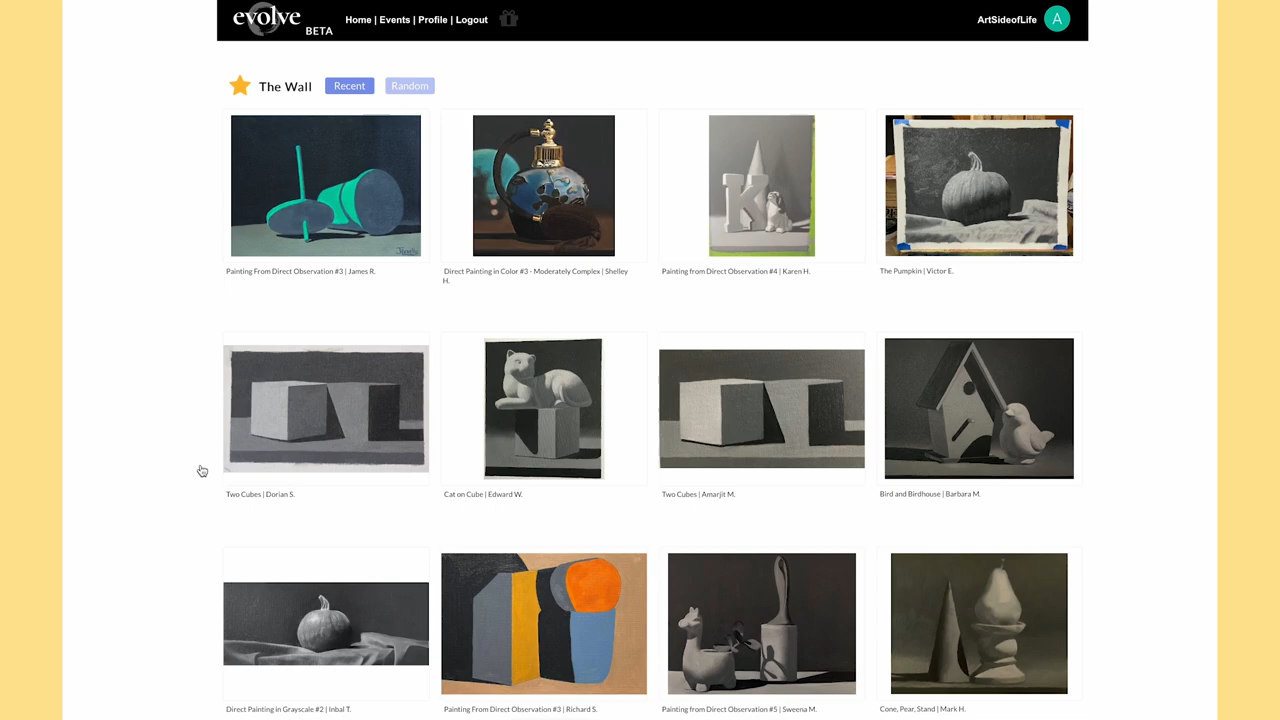 evolve
BETA
Home | Events | Profile | Logout
ArtSideofLife
A
The Wall
Recent
Random
Painting From Direct Observation #3 | James R.
Direct Painting in Color #3 - Moderately Complex | Shelley
H.
Painting from Direct Observation #4 | Karen H.
The Pumpkin | Victor E.
Two Cubes | Dorian S.
Cat on Cube | Edward W.
Two Cubes | Amarjit M.
Bird and Birdhouse | Barbara M.
Direct Painting in Grayscale #2 | Inbal T.
Painting From Direct Observation #3 | Richard S.
Painting from Direct Observation #5 | Sweena M.
Cone, Pear, Stand | Mark H.
K